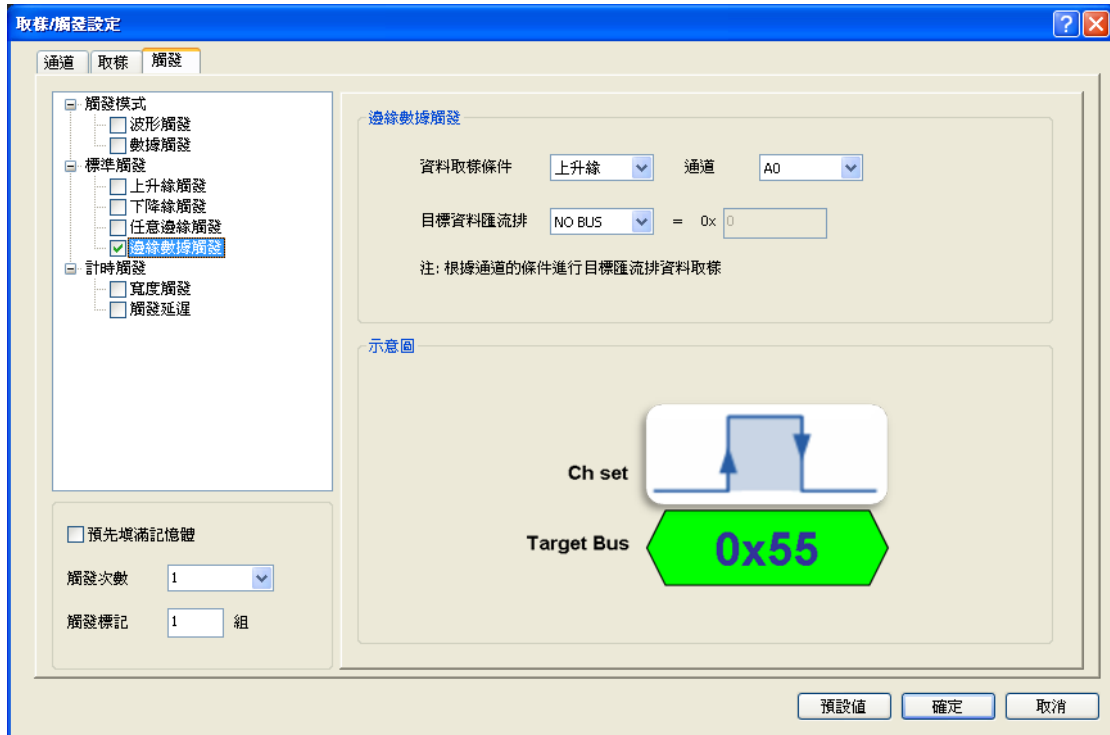 取樣/觸發設定
通道 取樣 觸發
觸發模式
波形觸發
數據觸發
標準觸發
上升緣觸發
下降緣觸發
任意邊緣觸發
邊緣數據觸發
計時觸發
寬度觸發
觸發延遲
預先填滿記憶體
觸發次數 1
觸發標記 1 組
邊緣數據觸發
資料取樣條件 上升緣 通道 A0
目標資料匯流排 NO BUS = 0x 0
注: 根據通道的條件進行目標匯流排資料取樣
示意圖
Ch set
Target Bus 0x55
預設值 確定 取消